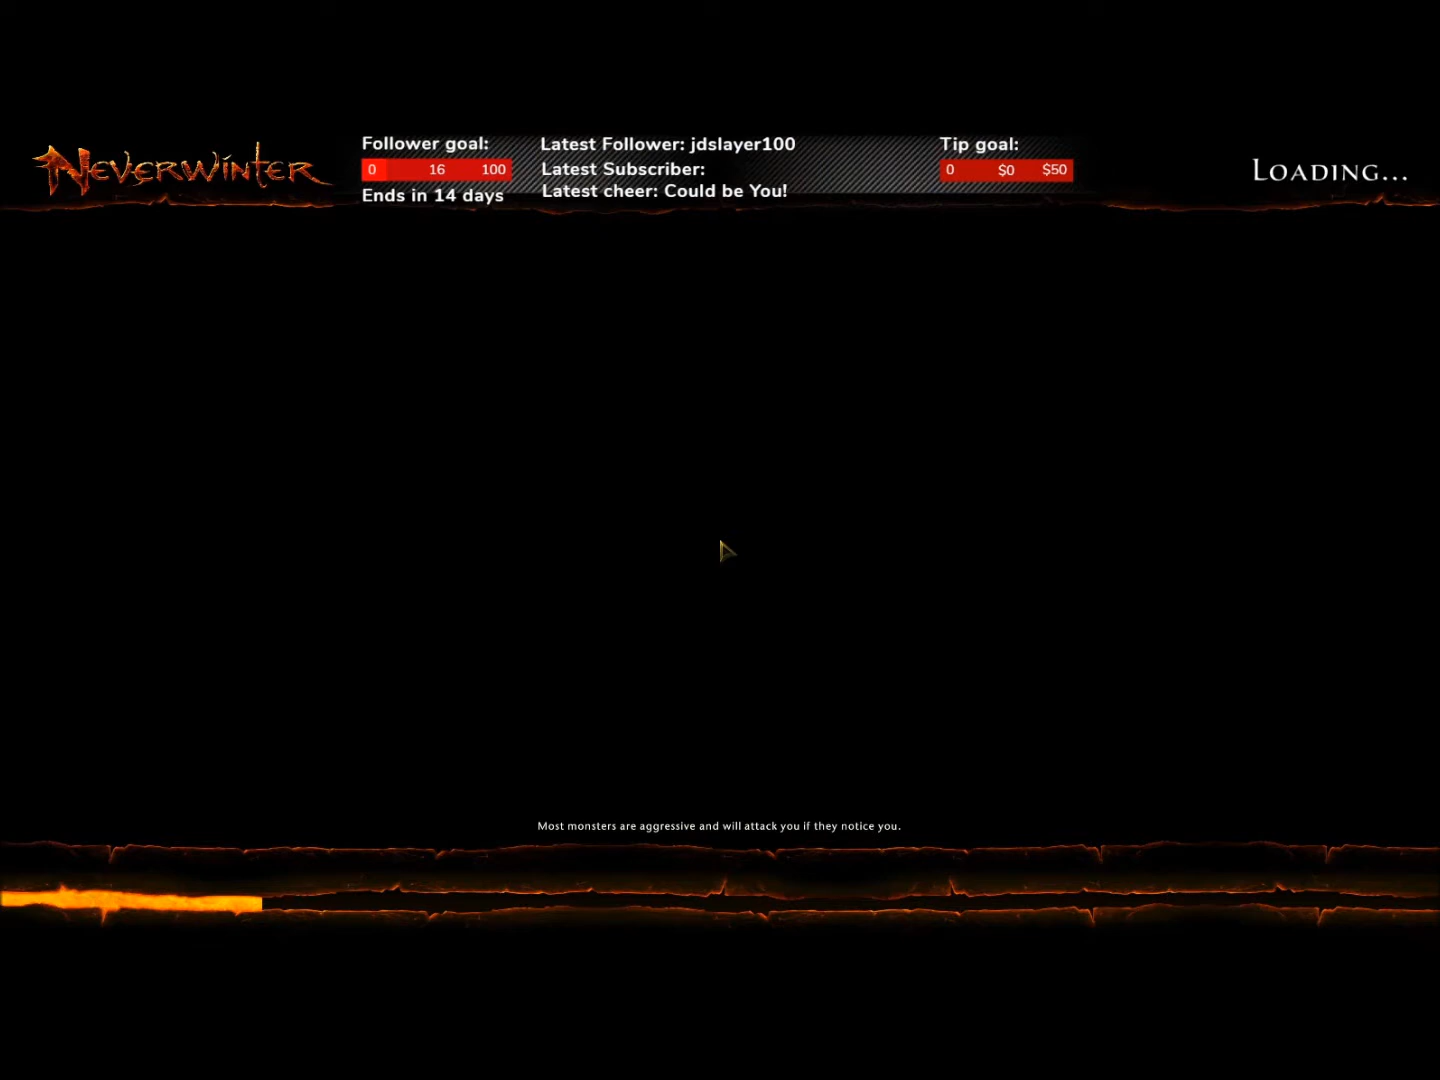 NEVERWINTER
Follower goal:
0 16 100
Ends in 14 days
Latest Follower: jdslayer100
Latest Subscriber:
Latest cheer: Could be You!
Tip goal:
0 $0 $50
LOADING...
Most monsters are aggressive and will attack you if they notice you.